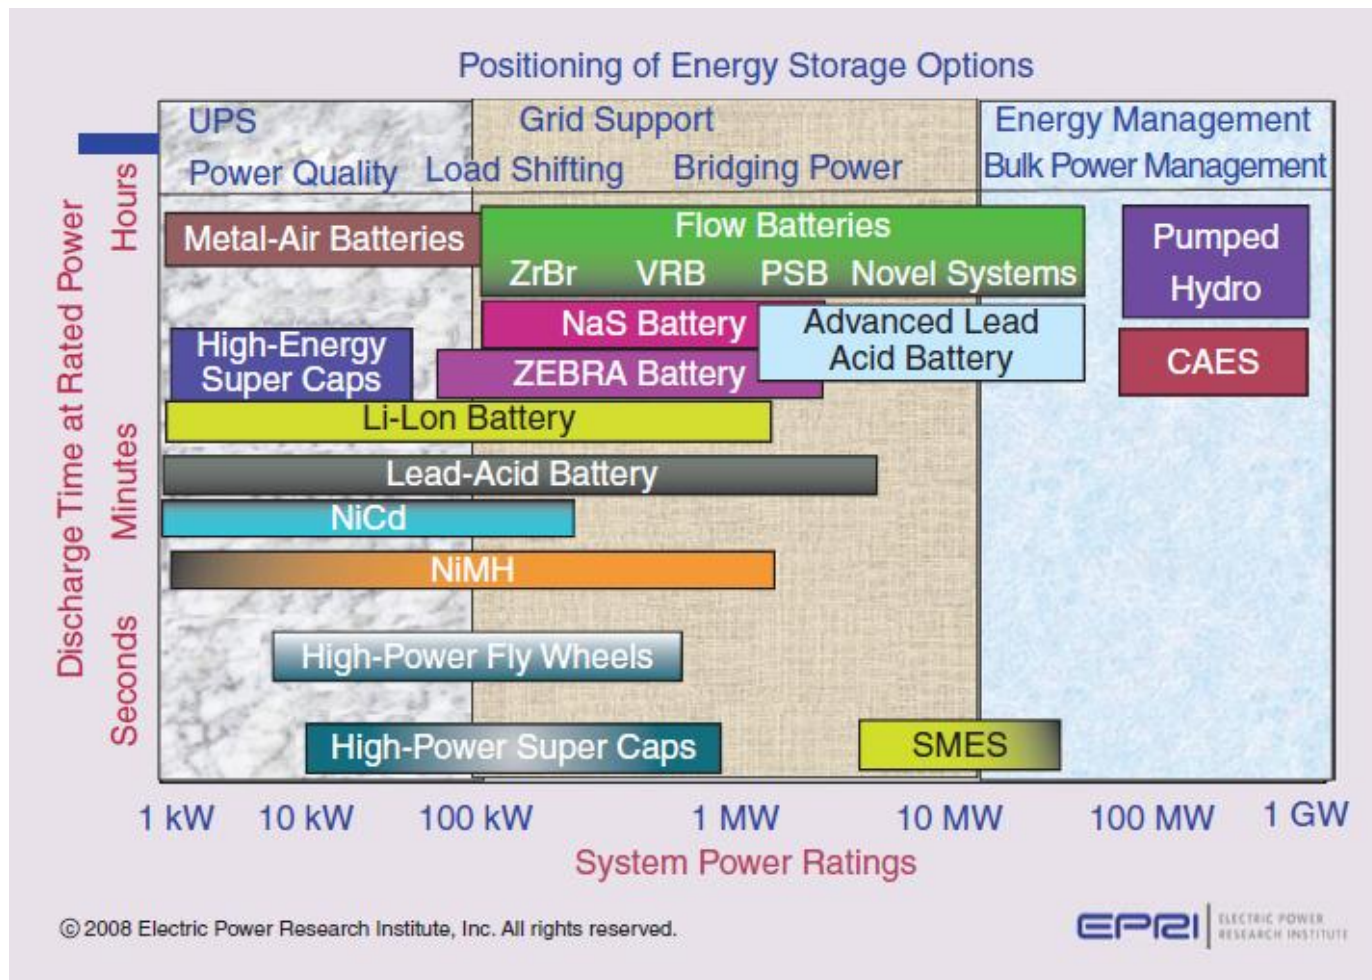 Positioning of Energy Storage Options
UPS
Grid Support
Energy Management
Power Quality
Load Shifting
Bridging Power
Bulk Power Management
Discharge Time at Rated Power
Hours
Minutes
Seconds
Metal-Air Batteries
Flow Batteries
ZrBr VRB PSB Novel Systems
Pumped
Hydro
NaS Battery
Advanced Lead
Acid Battery
High-Energy
Super Caps
ZEBRA Battery
CAES
Li-Lon Battery
Lead-Acid Battery
NiCd
NiMH
High-Power Fly Wheels
High-Power Super Caps
SMES
1 kW 10 kW 100 kW 1 MW 10 MW 100 MW 1 GW
System Power Ratings
© 2008 Electric Power Research Institute, Inc. All rights reserved.
EPRI
ELECTRIC POWER
RESEARCH INSTITUTE